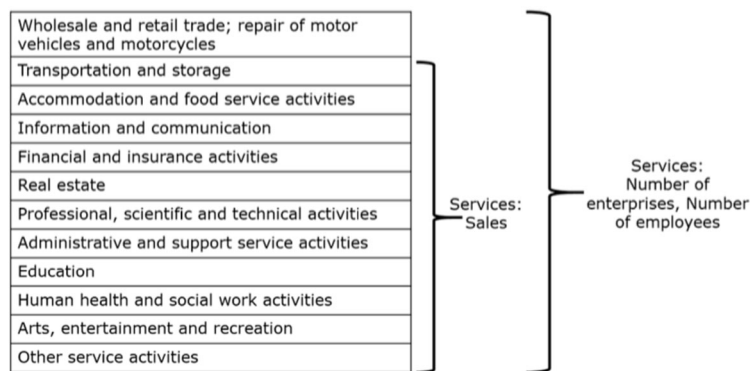 Wholesale and retail trade; repair of motor
vehicles and motorcycles
Transportation and storage
Accommodation and food service activities
Information and communication
Financial and insurance activities
Real estate
Professional, scientific and technical activities
Administrative and support service activities
Education
Human health and social work activities
Arts, entertainment and recreation
Other service activities
Services:
Sales
Services:
Number of
enterprises, Number
of employees